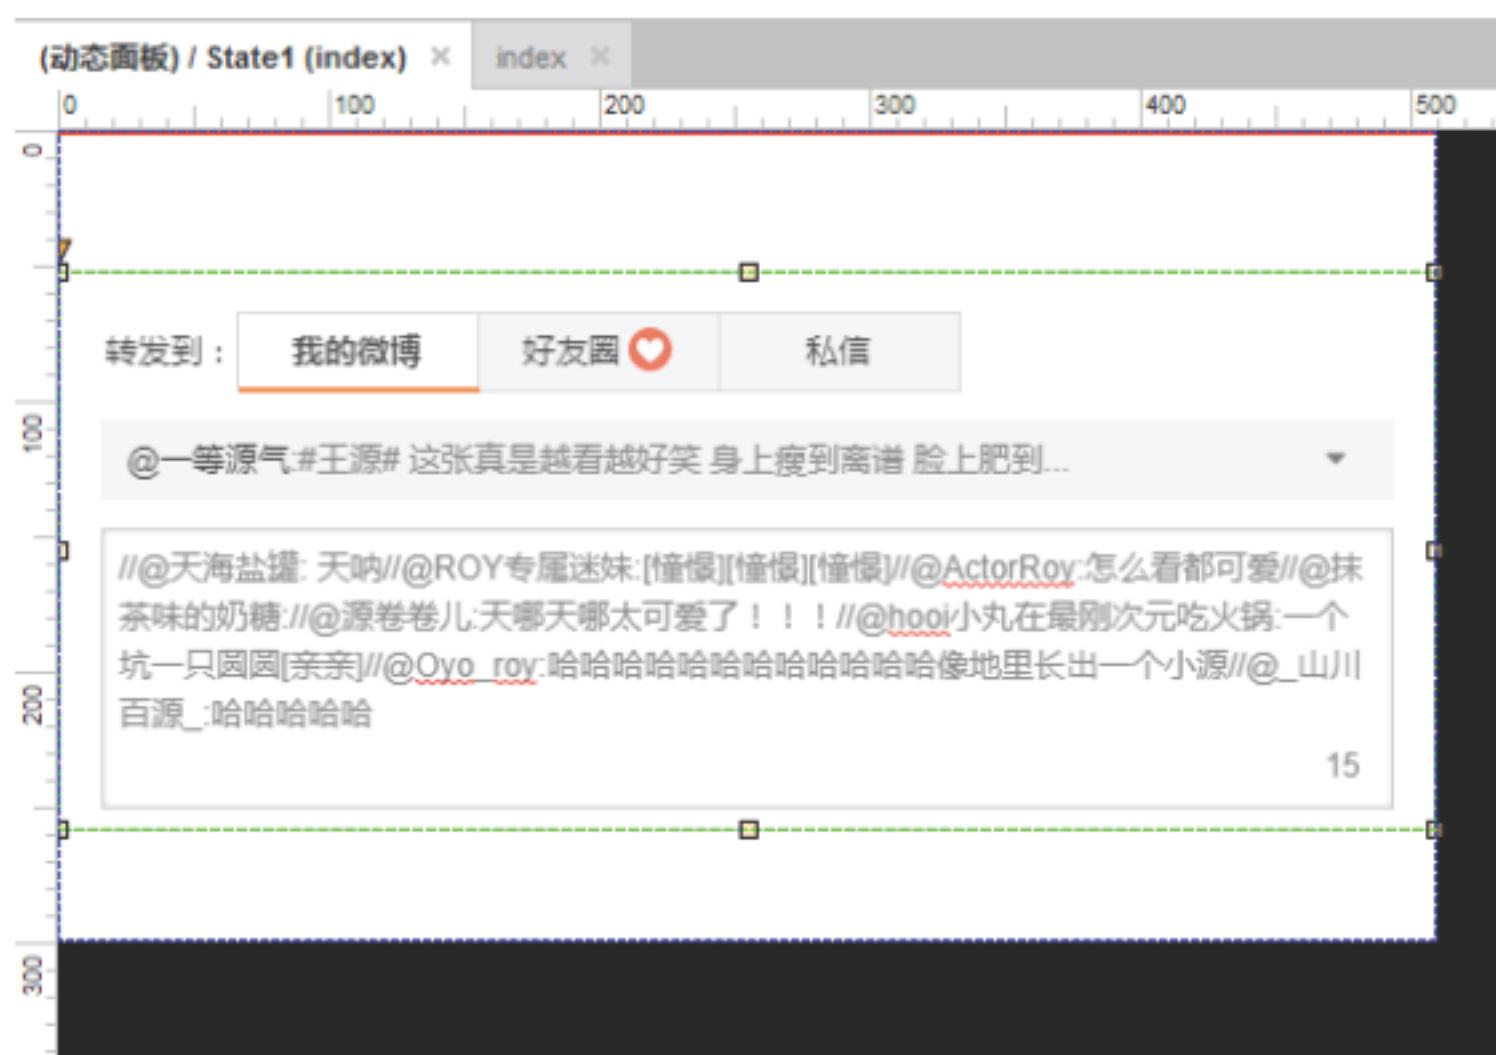 (动态面板) / State1 (index) × index ×
0 100 200 300 400 500
0
转发到： 我的微博 好友圈 私信
100
@一等源气:#王源# 这张真是越看越好笑 身上瘦到离谱 脸上肥到...
//@天海盐罐: 天呐//@ROY专属迷妹:[憧憬][憧憬][憧憬]//@ActorRoy:怎么看都可爱//@抹
茶味的奶糖://@源卷卷儿:天哪天哪太可爱了！！！//@hooi小丸在最刚次元吃火锅:一个
坑一只圆圆[亲亲]//@Oyo_roy:哈哈哈哈哈哈哈哈哈哈哈哈像地里长出一个小源//@_山川
200
百源_:哈哈哈哈哈
15
300